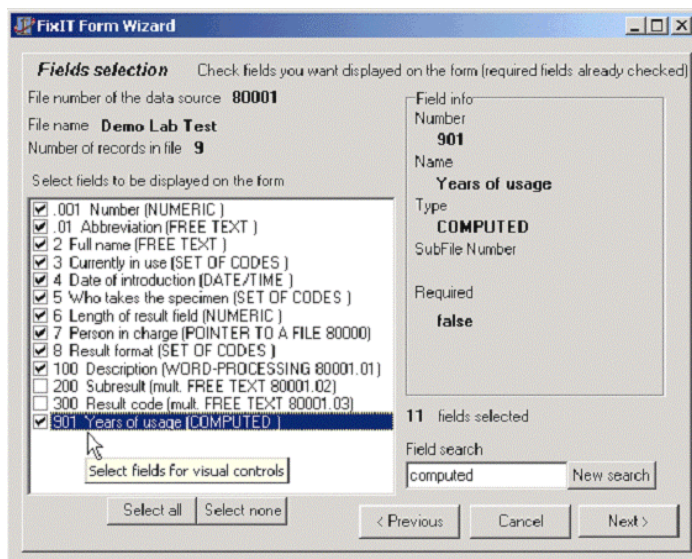 FixIT Form Wizard
Fields selection Check fields you want displayed on the form (required fields already checked)
File number of the data source 80001
File name Demo Lab Test
Number of records in file 9
Select fields to be displayed on the form
.001 Number (NUMERIC )
.01 Abbreviation (FREE TEXT )
2 Full name (FREE TEXT )
3 Currently in use (SET OF CODES )
4 Date of introduction (DATE/TIME )
5 Who takes the specimen (SET OF CODES )
6 Length of result field (NUMERIC )
7 Person in charge (POINTER TO A FILE 80000)
8 Result format (SET OF CODES )
100 Description (WORD-PROCESSING 80001.01)
200 Subresult (mult. FREE TEXT 80001.02)
300 Result code (mult. FREE TEXT 80001.03)
901 Years of usage (COMPUTED )
Select fields for visual controls
Select all
Select none
Field info
Number
901
Name
Years of usage
Type
COMPUTED
SubFile Number
Required
false
11 fields selected
Field search
computed
New search
< Previous
Cancel
Next >